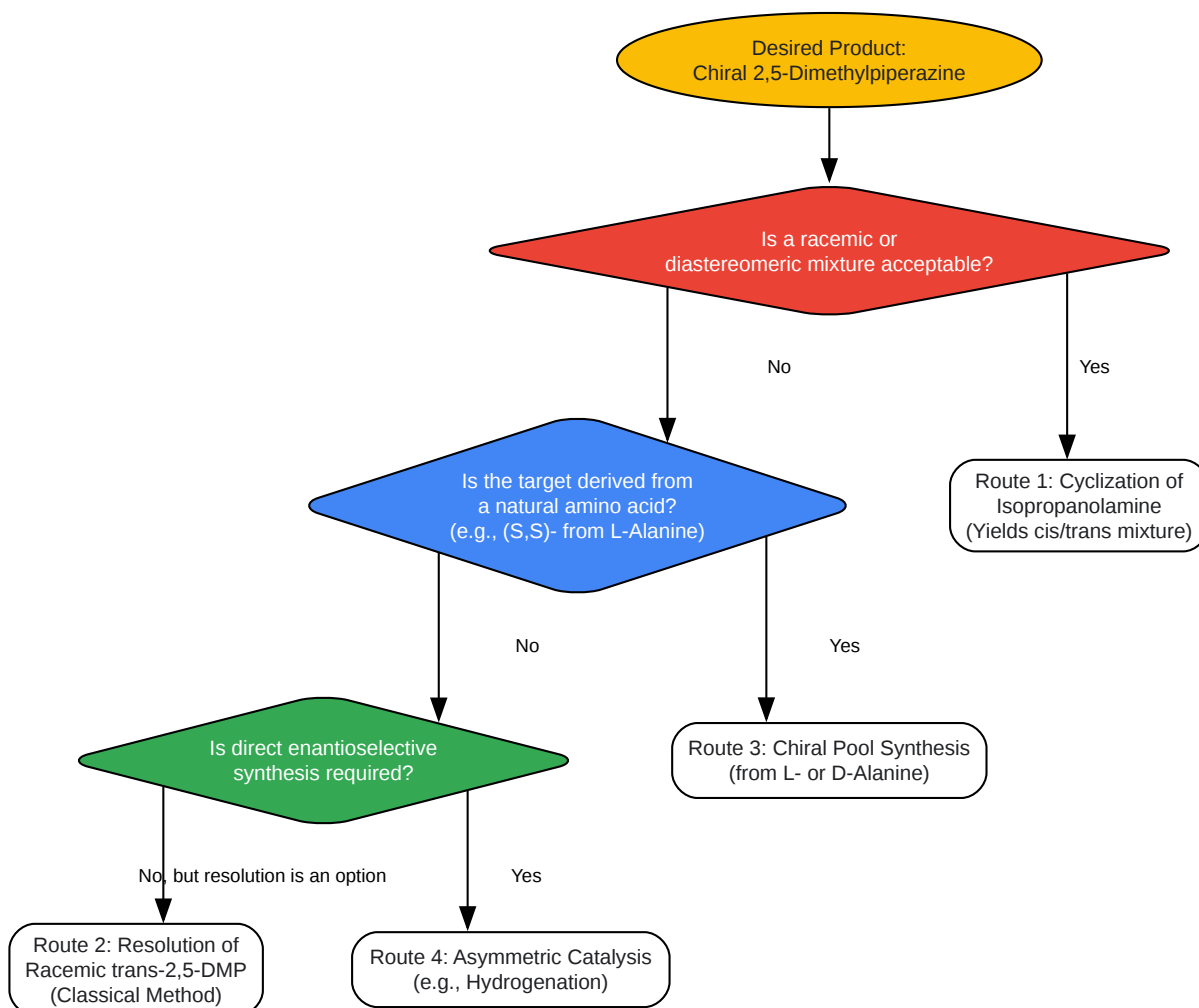 Desired Product:
Chiral 2,5-Dimethylpiperazine
Is a racemic or
diastereomeric mixture acceptable?
No
Yes
Is the target derived from
a natural amino acid?
(e.g., (S,S)- from L-Alanine)
Route 1: Cyclization of
Isopropanolamine
(Yields cis/trans mixture)
No
Yes
Is direct enantioselective
synthesis required?
Route 3: Chiral Pool Synthesis
(from L- or D-Alanine)
No, but resolution is an option
Yes
Route 2: Resolution of
Racemic trans-2,5-DMP
(Classical Method)
Route 4: Asymmetric Catalysis
(e.g., Hydrogenation)